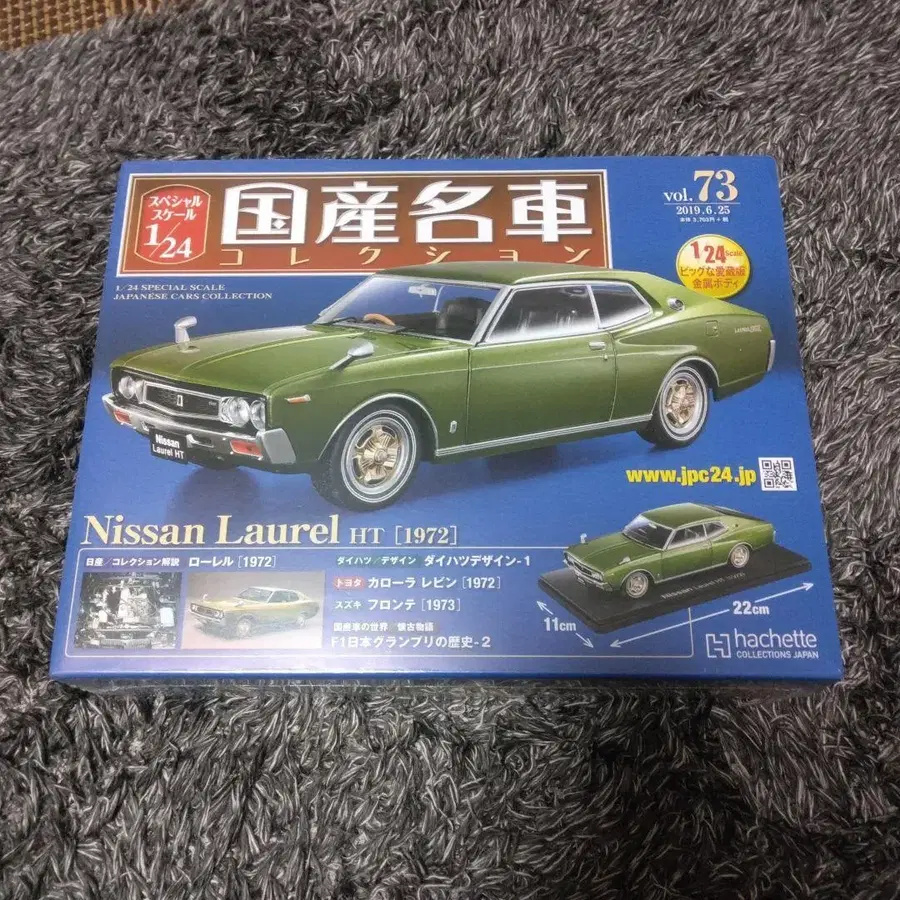 スペシャル
スケール
1/24
国産名車
コレクション
vol. 73
2019.6.25
1/24 SPECIAL SCALE
JAPANESE CARS COLLECTION
1/24 Scale
ビッグな愛蔵版
金属ボディ
Nissan
Laurel HT
www.jpc24.jp
Nissan Laurel HT [1972]
日産/コレクション解説 ローレル [1972]
ダイハツ/デザイン ダイハツデザイン-1
トヨタ カローラ レビン [1972]
スズキ フロンテ [1973]
国産車の世界 懐古物語
F1日本グランプリの歴史-2
Nissan Laurel HT
11cm
22cm
hachette
COLLECTIONS JAPAN